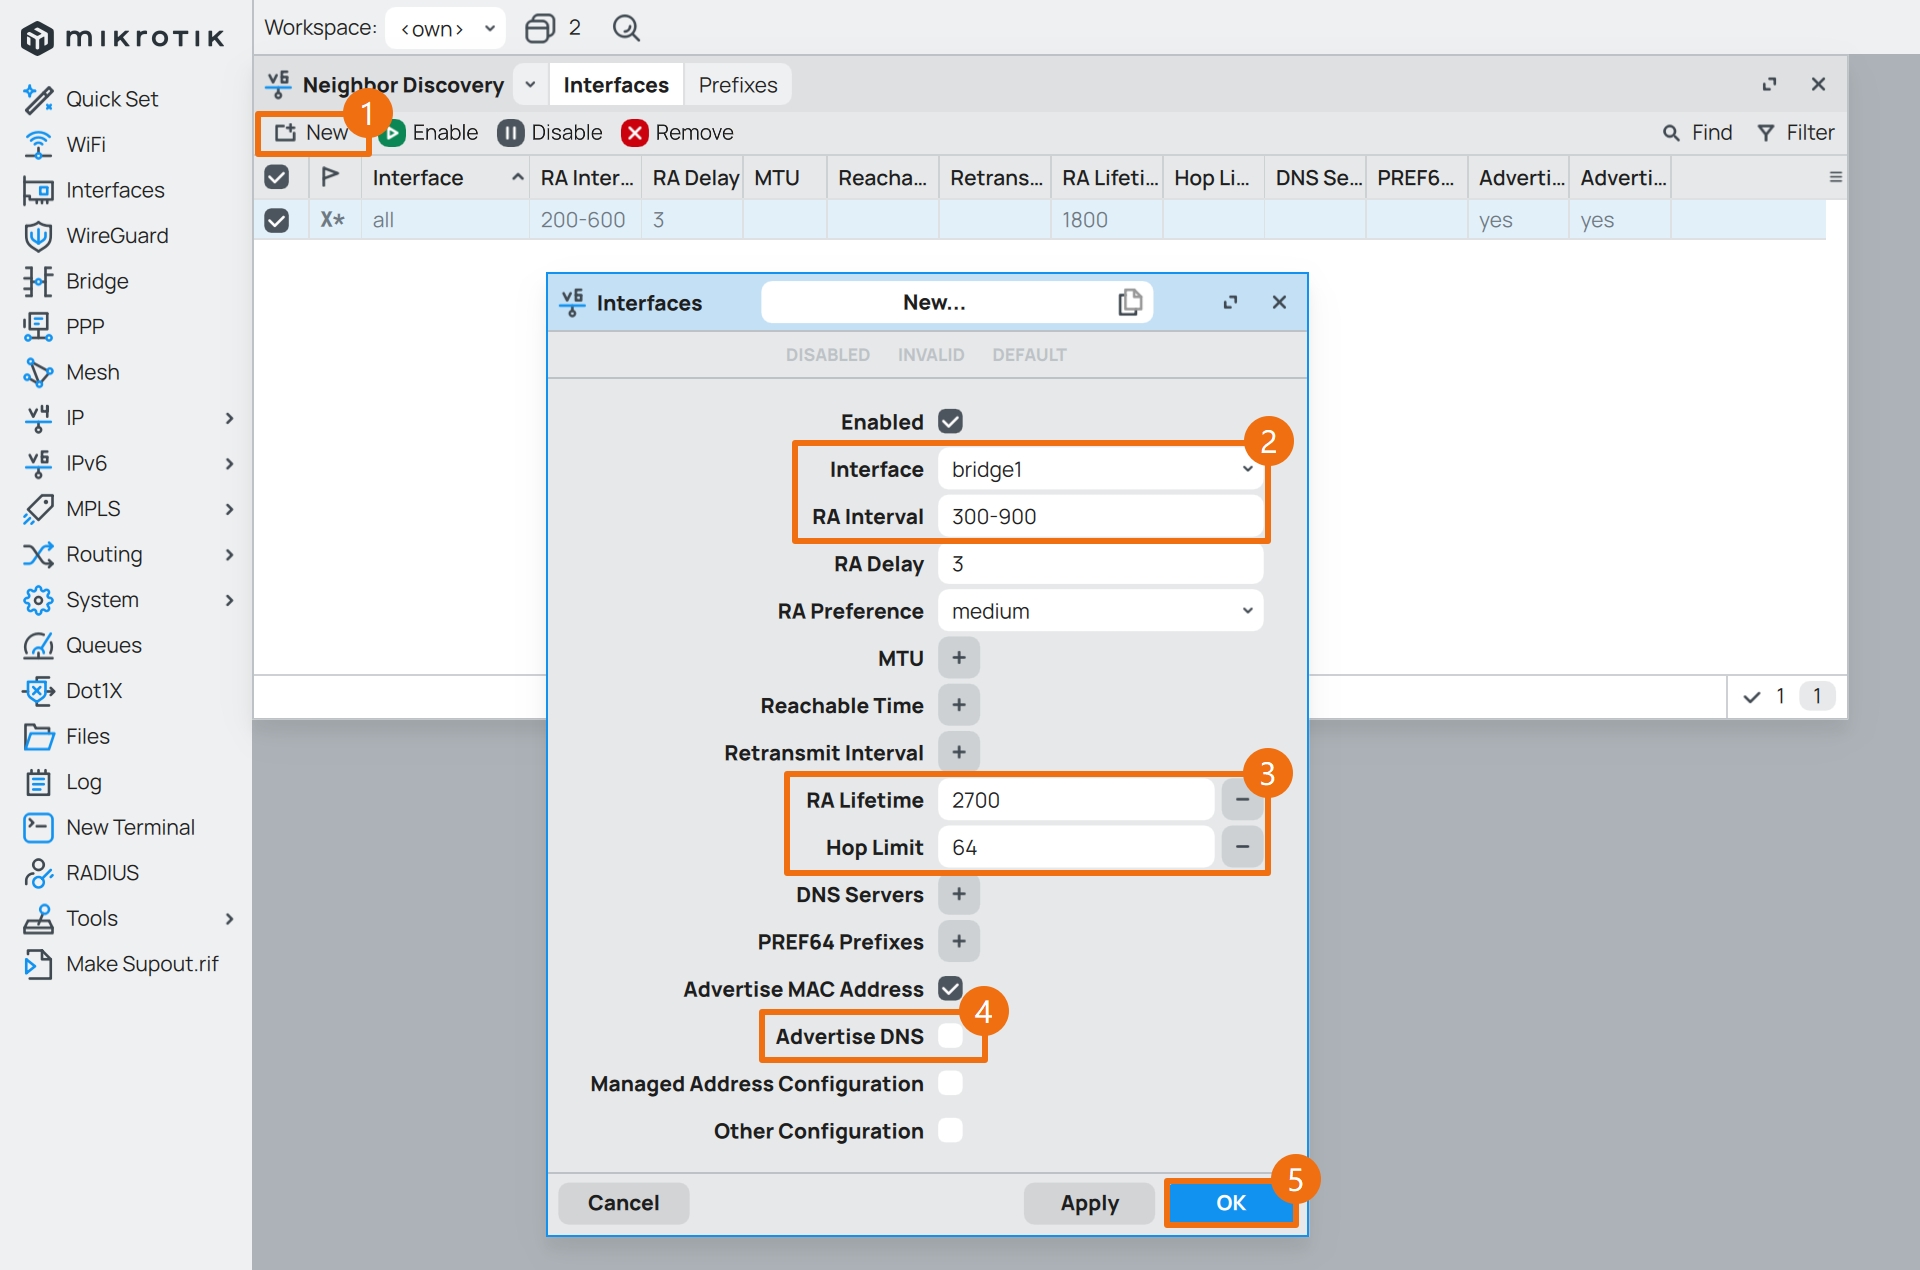 mikrotik
Workspace: <own> 2
Quick Set
WiFi
Interfaces
WireGuard
Bridge
PPP
Mesh
v4 IP
v6 IPv6
MPLS
Routing
System
Queues
Dot1X
Files
Log
New Terminal
RADIUS
Tools
Make Supout.rif
v6 Neighbor Discovery Interfaces Prefixes
1
New Enable Disable Remove Find Filter
Interface RA Inter... RA Delay MTU Reacha... Retrans... RA Lifeti... Hop Li... DNS Se... PREF6... Adverti... Adverti...
X* all 200-600 3 1800 yes yes
1 1
v6 Interfaces New...
DISABLED INVALID DEFAULT
Enabled
2
Interface bridge1
RA Interval 300-900
RA Delay 3
RA Preference medium
MTU +
Reachable Time +
Retransmit Interval +
3
RA Lifetime 2700 −
Hop Limit 64 −
DNS Servers +
PREF64 Prefixes +
Advertise MAC Address
4
Advertise DNS
Managed Address Configuration
Other Configuration
5
Cancel Apply OK